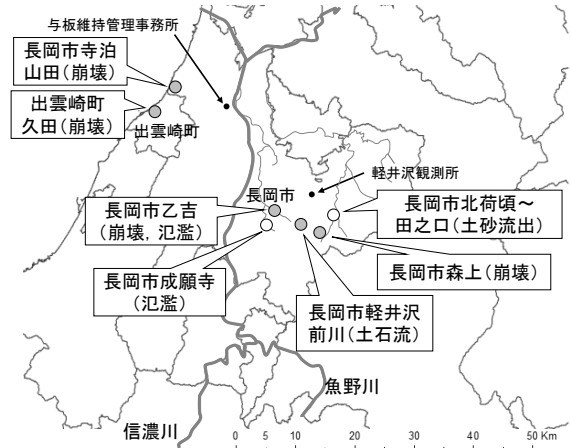 与板維持管理事務所
長岡市寺泊
山田(崩壊)
出雲崎町
久田(崩壊)
出雲崎町
軽井沢観測所
長岡市
長岡市乙吉
(崩壊, 氾濫)
長岡市北荷頃～
田之口(土砂流出)
長岡市成願寺
(氾濫)
長岡市森上(崩壊)
長岡市軽井沢
前川(土石流)
魚野川
信濃川
0 5 10 20 30 40 50 Km